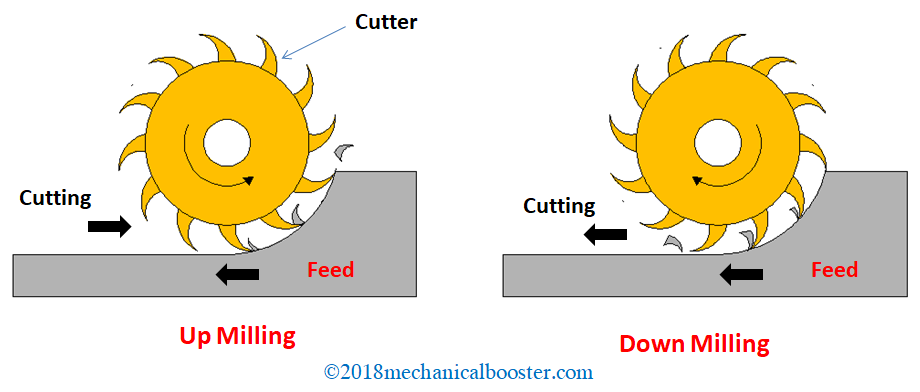 Cutter
Cutting
Feed
Up Milling
Cutting
Feed
Down Milling
©2018mechanicalbooster.com